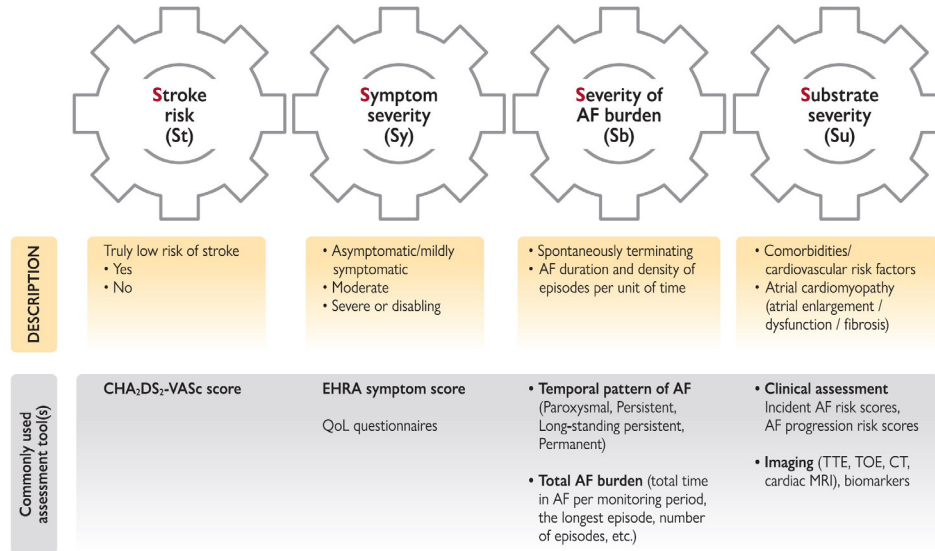 Stroke
risk
(St)
Symptom
severity
(Sy)
Severity of
AF burden
(Sb)
Substrate
severity
(Su)
DESCRIPTION
Truly low risk of stroke
• Yes
• No
• Asymptomatic/mildly
symptomatic
• Moderate
• Severe or disabling
• Spontaneously terminating
• AF duration and density of
episodes per unit of time
• Comorbidities/
cardiovascular risk factors
• Atrial cardiomyopathy
(atrial enlargement /
dysfunction / fibrosis)
Commonly used
assessment tool(s)
CHA₂DS₂-VASc score
EHRA symptom score
QoL questionnaires
• Temporal pattern of AF
(Paroxysmal, Persistent,
Long-standing persistent,
Permanent)
• Total AF burden (total time
in AF per monitoring period,
the longest episode, number
of episodes, etc.)
• Clinical assessment
Incident AF risk scores,
AF progression risk scores
• Imaging (TTE, TOE, CT,
cardiac MRI), biomarkers